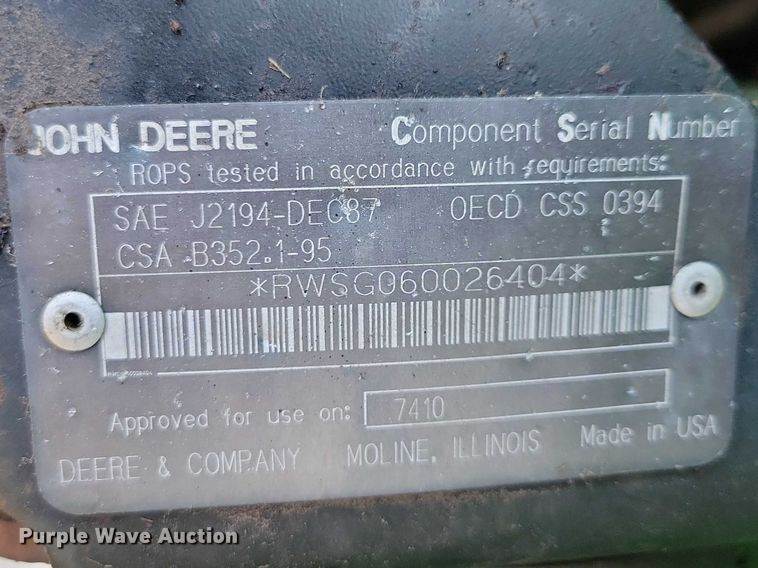 JOHN DEERE Component Serial Number
ROPS tested in accordance with requirements:
SAE J2194-DEC87 OECD CSS 0394
CSA B352.1-95
*RWSG060026404*
Approved for use on: 7410
DEERE & COMPANY MOLINE, ILLINOIS Made in USA
Purple Wave Auction